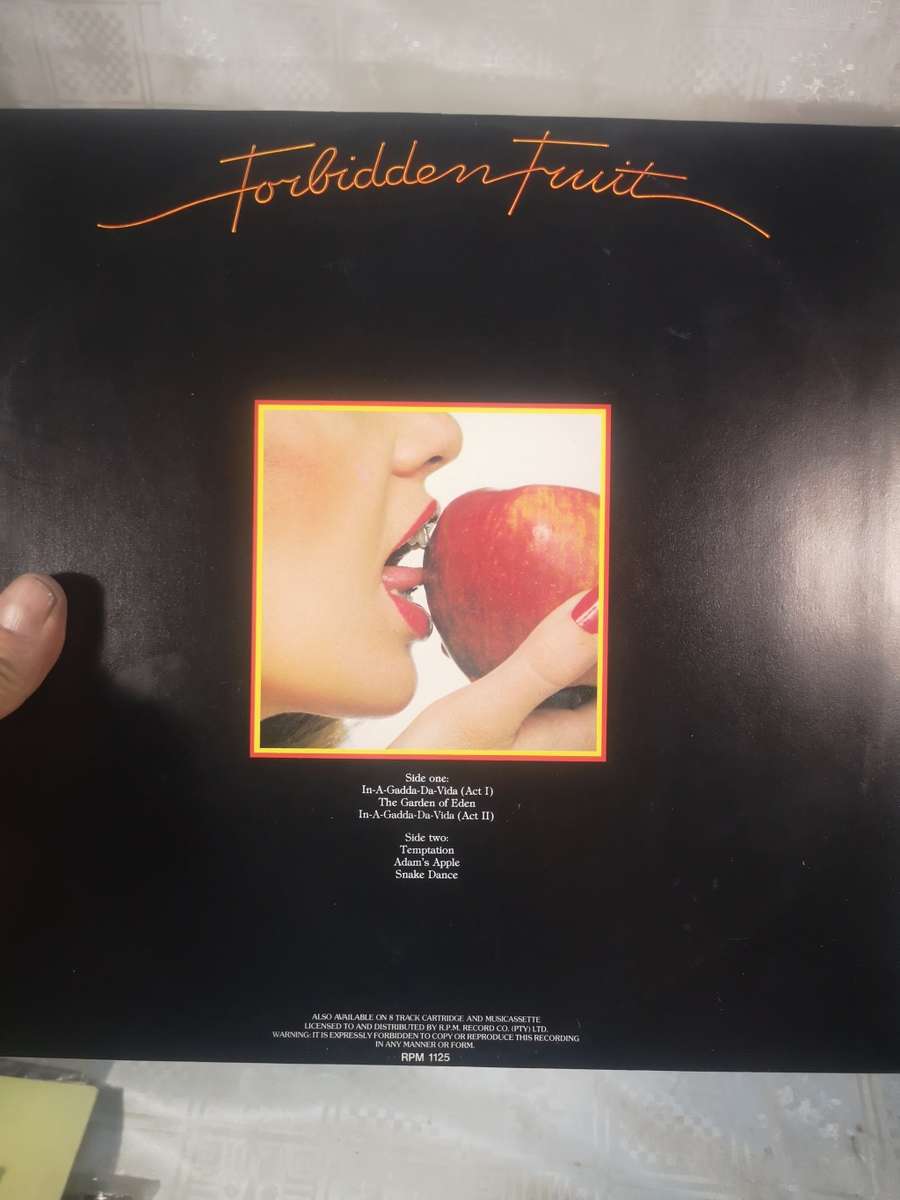 Forbidden Fruit
Side one:
In-A-Gadda-Da-Vida (Act I)
The Garden of Eden
In-A-Gadda-Da-Vida (Act II)
Side two:
Temptation
Adam's Apple
Snake Dance
ALSO AVAILABLE ON 8 TRACK CARTRIDGE AND MUSICASSETTE
LICENSED TO AND DISTRIBUTED BY R.P.M. RECORD CO. (PTY) LTD.
WARNING: IT IS EXPRESSLY FORBIDDEN TO COPY OR REPRODUCE THIS RECORDING
IN ANY MANNER OR FORM.
RPM 1125